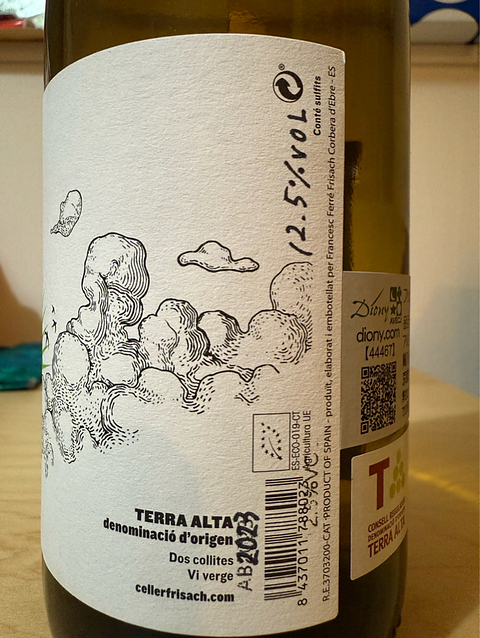 12.5%VOL
Conté sulfits
R.E.3703200-CAT-PRODUCT OF SPAIN - produït, elaborat i embotellat per Francesc Ferré Frisach Corbera d'Ebre - ES
ES-ECO-019-CT
Agricultura UE
TERRA ALTA
denominació d'origen
Dos collites
Vi verge
cellerfrisach.com
AB2023
8 437011 788023
Diony
diony.com
[44467]
T
CONSELL
DENOMINACIÓ
TERRA ALTA